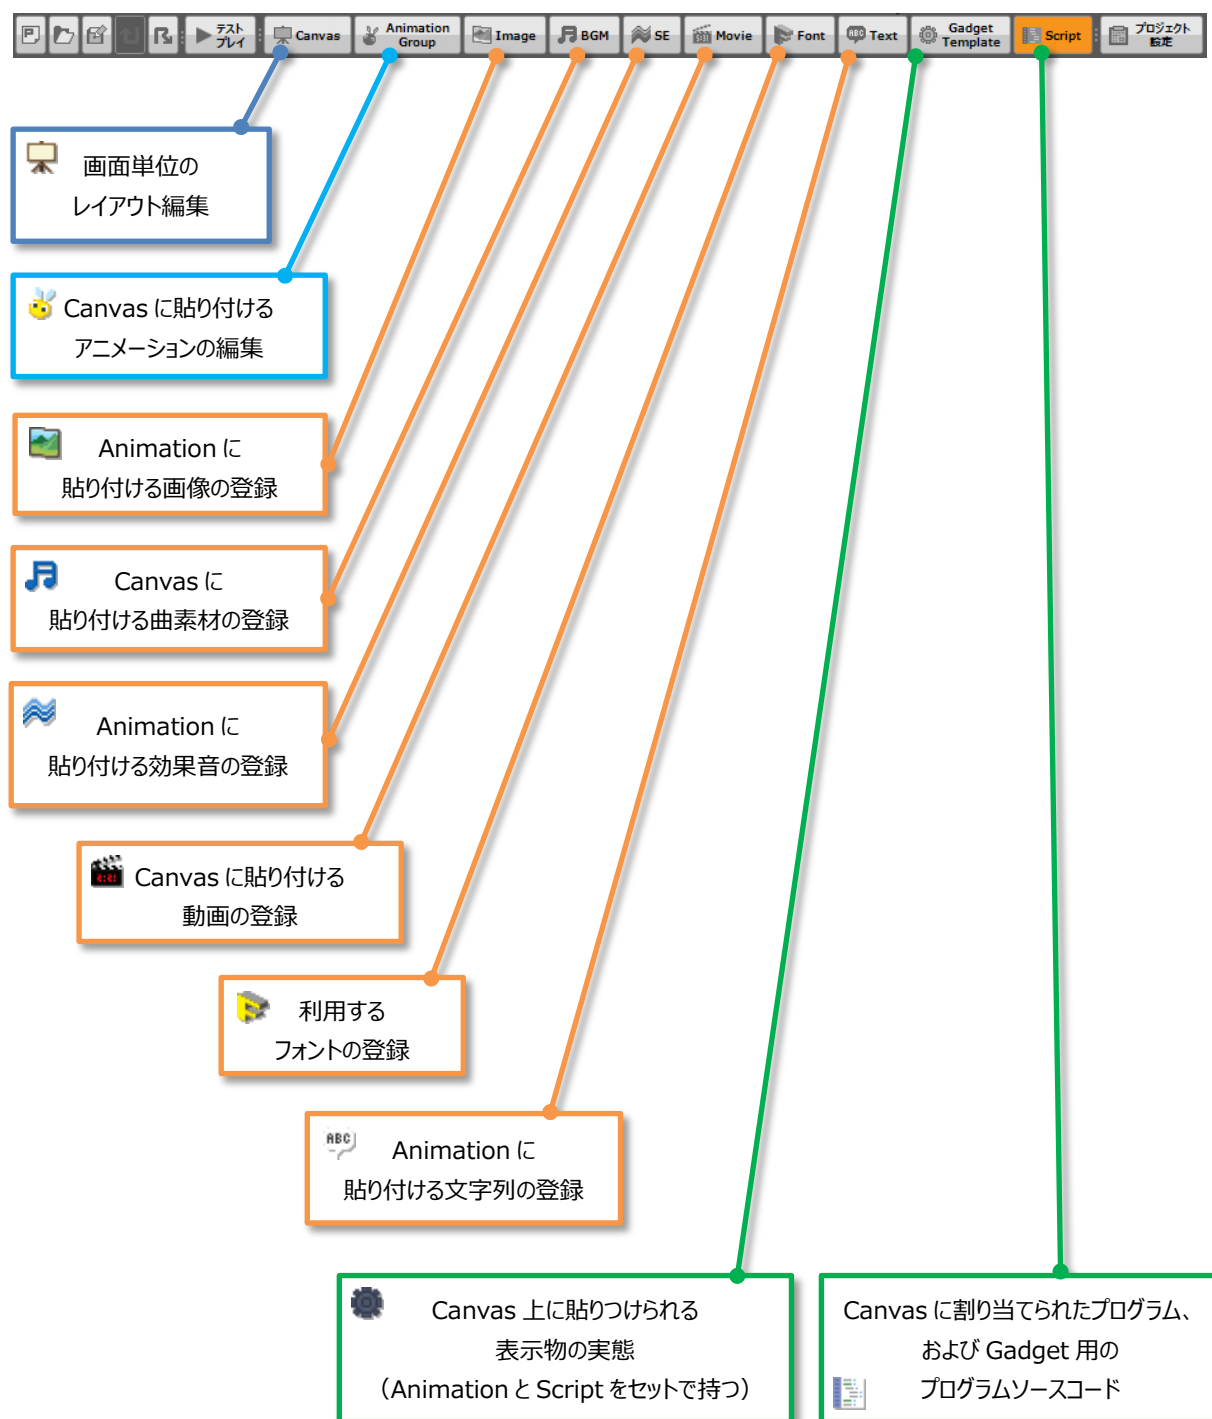 P
テスト
プレイ
Canvas
Animation
Group
Image
BGM
SE
Movie
Font
ABC
Text
Gadget
Template
Script
プロジェクト
設定
画面単位の
レイアウト編集
Canvas に貼り付ける
アニメーションの編集
Animation に
貼り付ける画像の登録
Canvas に
貼り付ける曲素材の登録
Animation に
貼り付ける効果音の登録
Canvas に貼り付ける
動画の登録
利用する
フォントの登録
ABC
Animation に
貼り付ける文字列の登録
Canvas 上に貼りつけられる
表示物の実態
（Animation と Script をセットで持つ）
Canvas に割り当てられたプログラム、
および Gadget 用の
プログラムソースコード